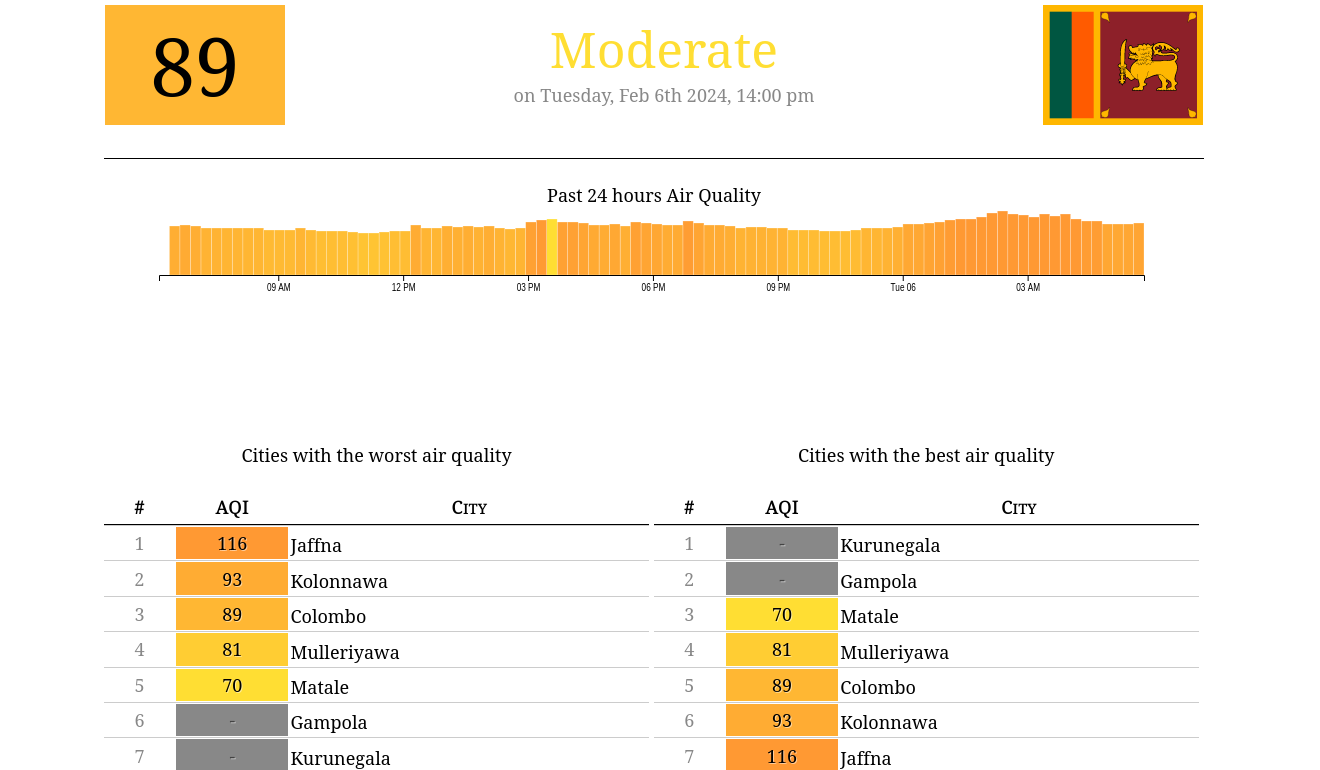 89
Moderate
on Tuesday, Feb 6th 2024, 14:00 pm
Past 24 hours Air Quality
09 AM 12 PM 03 PM 06 PM 09 PM Tue 06 03 AM
Cities with the worst air quality
# AQI City
1 116 Jaffna
2 93 Kolonnawa
3 89 Colombo
4 81 Mulleriyawa
5 70 Matale
6 - Gampola
7 - Kurunegala
Cities with the best air quality
# AQI City
1 - Kurunegala
2 - Gampola
3 70 Matale
4 81 Mulleriyawa
5 89 Colombo
6 93 Kolonnawa
7 116 Jaffna